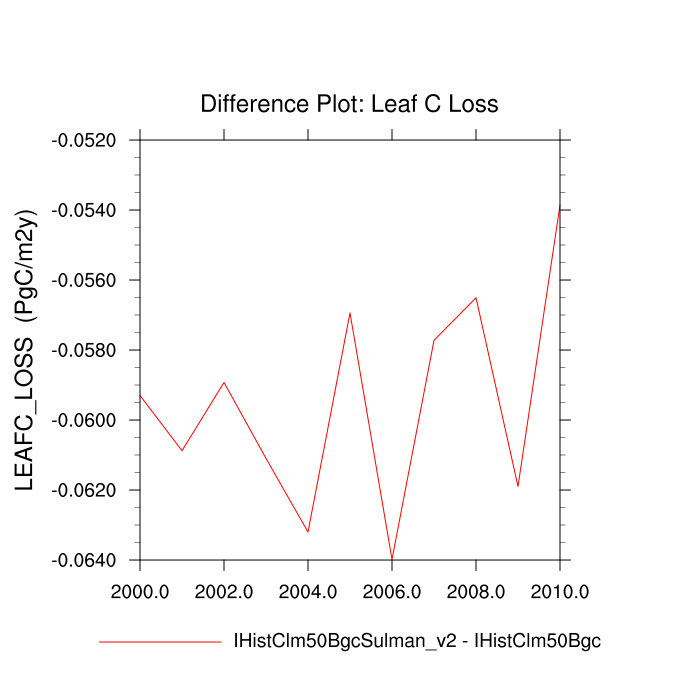 Difference Plot: Leaf C Loss
LEAFC_LOSS (PgC/m2y)
-0.0520
-0.0540
-0.0560
-0.0580
-0.0600
-0.0620
-0.0640
2000.0 2002.0 2004.0 2006.0 2008.0 2010.0
IHistClm50BgcSulman_v2 - IHistClm50Bgc